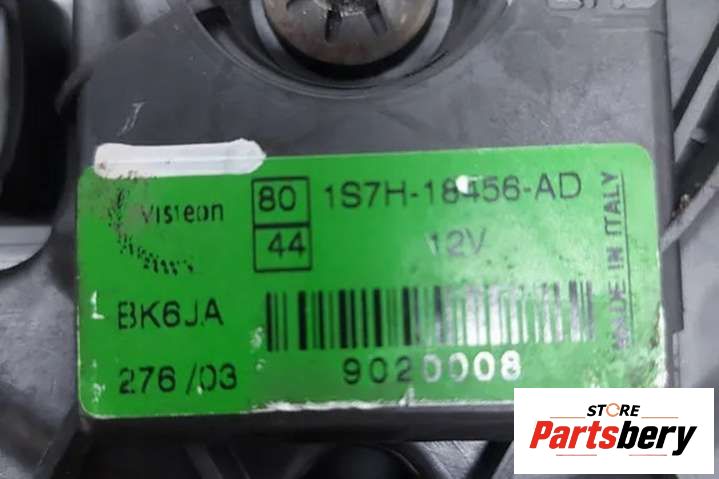 Visteon
80
1S7H-18456-AD
44
12V
MADE IN ITALY
BK6JA
276/03
9020008
STORE
Partsbery